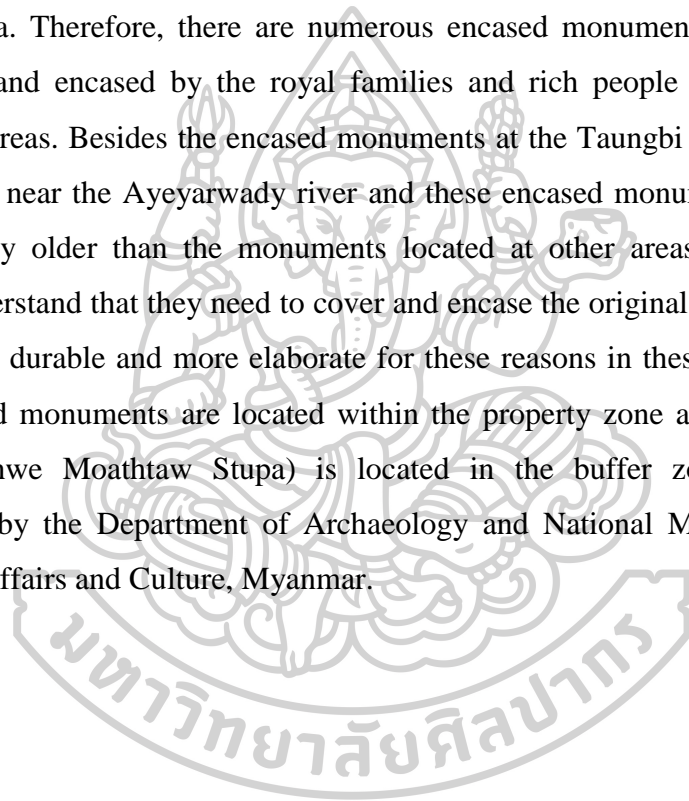 a. Therefore, there are numerous encased monumen
and encased by the royal families and rich people
reas. Besides the encased monuments at the Taungbi
near the Ayeyarwady river and these encased monu
y older than the monuments located at other areas
erstand that they need to cover and encase the original
durable and more elaborate for these reasons in thes
d monuments are located within the property zone a
nwe Moathtaw Stupa) is located in the buffer z
by the Department of Archaeology and National M
ffairs and Culture, Myanmar.
มหาวิทยาลัยศิลปากร